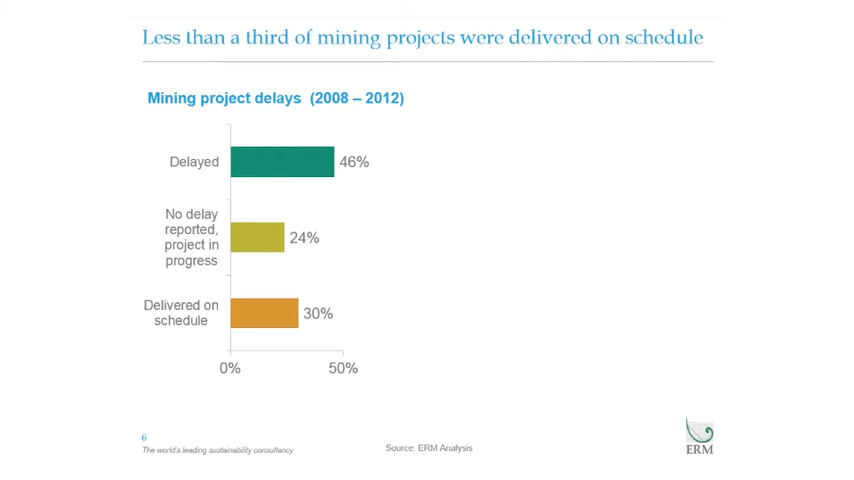 Less than a third of mining projects were delivered on schedule
Mining project delays (2008 – 2012)
Delayed
46%
No delay
reported,
project in
progress
24%
Delivered on
schedule
30%
0%
50%
6
The world's leading sustainability consultancy
Source: ERM Analysis
ERM